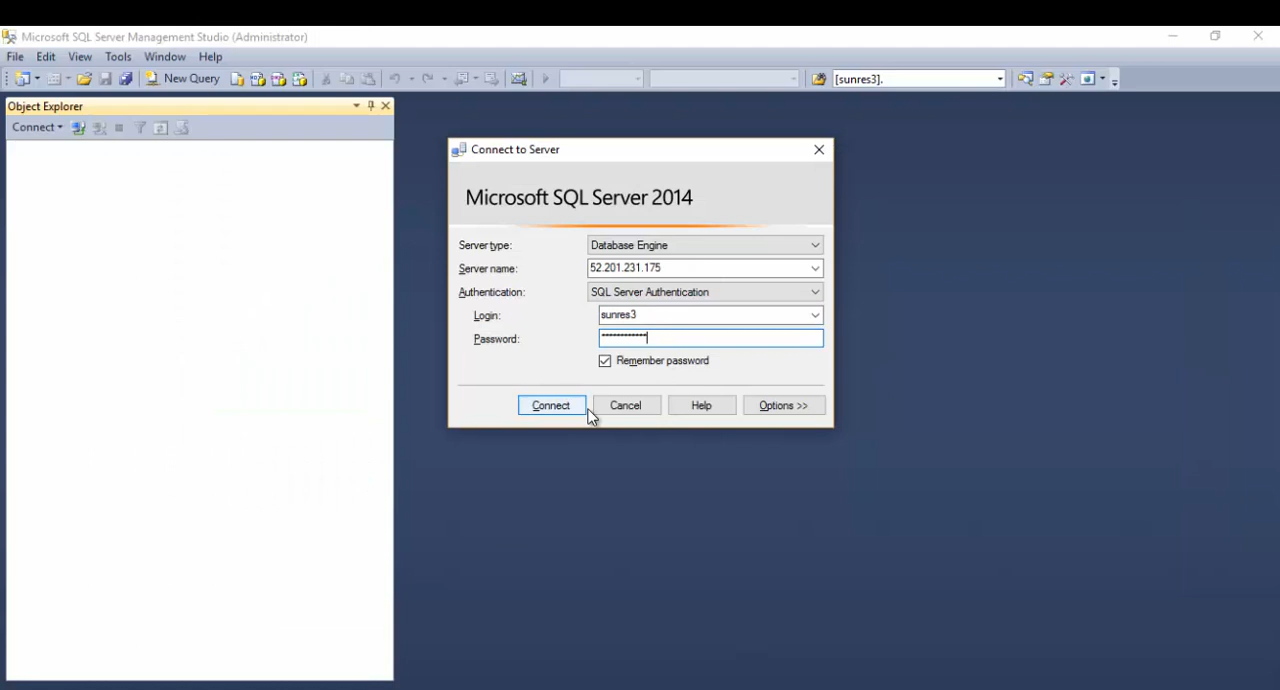 Microsoft SQL Server Management Studio (Administrator)
File Edit View Tools Window Help
New Query [sunres3].
Object Explorer
Connect
Connect to Server
Microsoft SQL Server 2014
Server type: Database Engine
Server name: 52.201.231.175
Authentication: SQL Server Authentication
Login: sunres3
Password: ************
Remember password
Connect Cancel Help Options >>